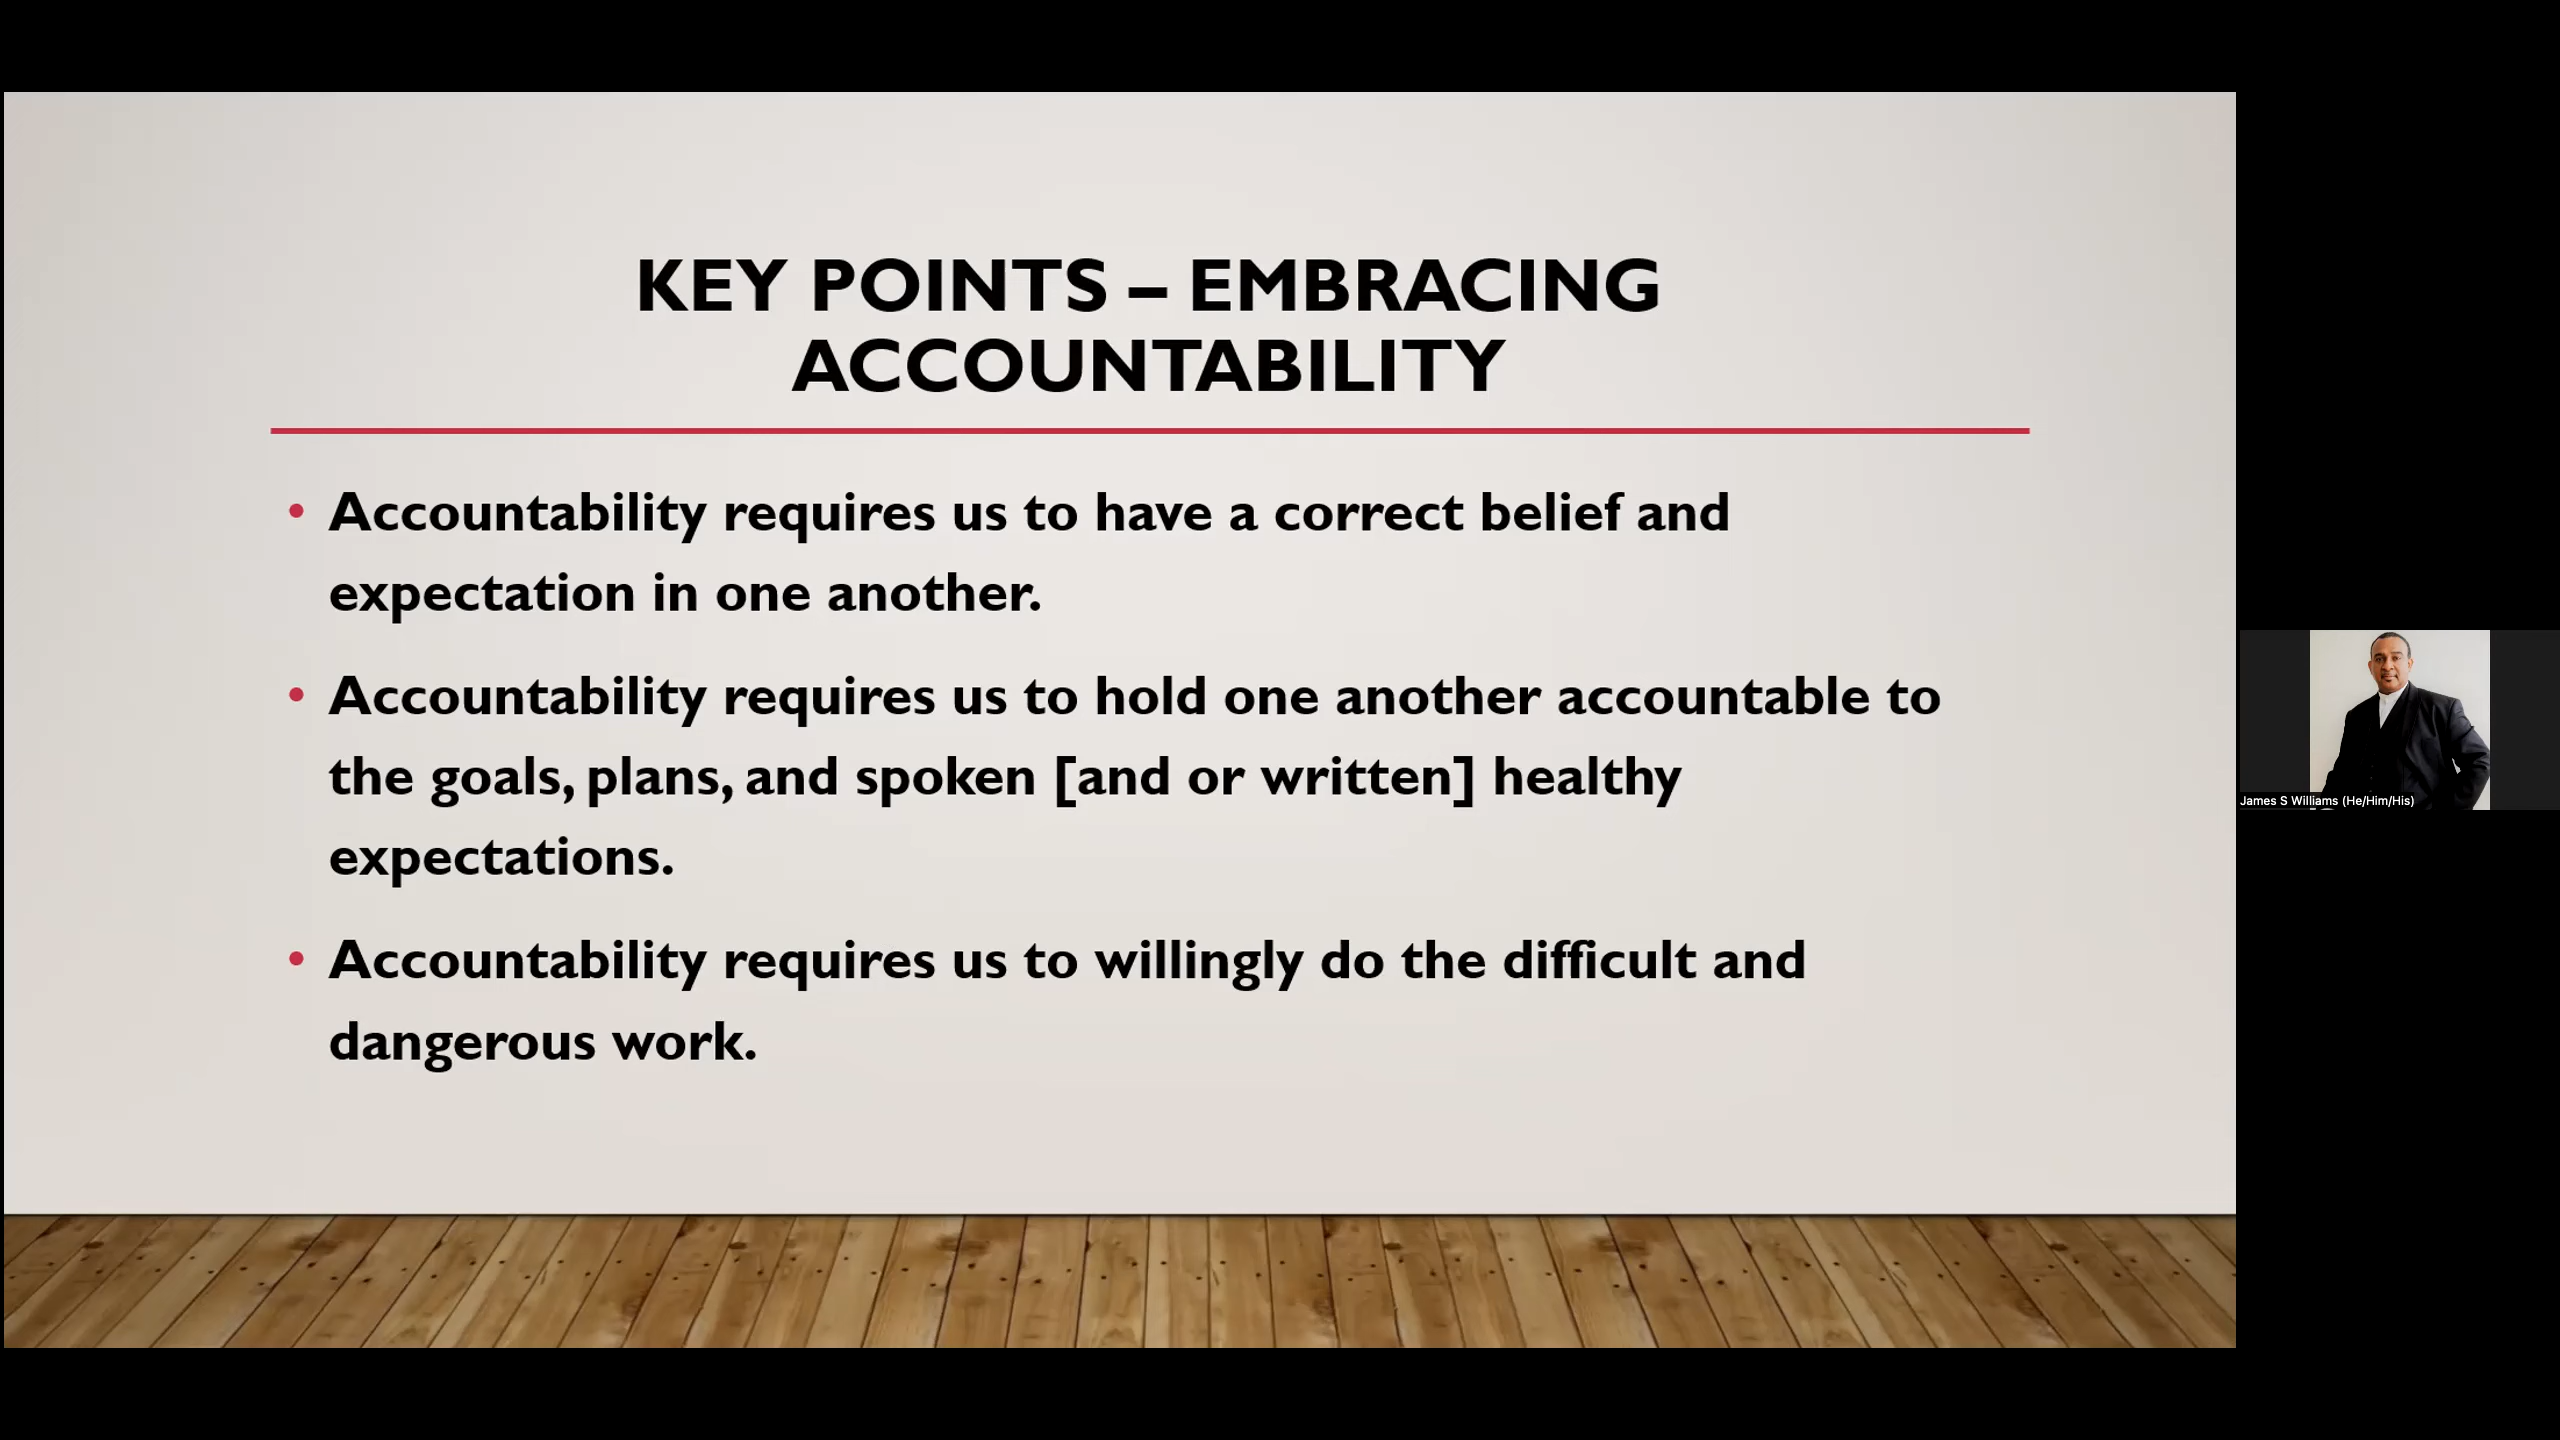 KEY POINTS – EMBRACING
ACCOUNTABILITY
• Accountability requires us to have a correct belief and
expectation in one another.
• Accountability requires us to hold one another accountable to
the goals, plans, and spoken [and or written] healthy
expectations.
• Accountability requires us to willingly do the difficult and
dangerous work.
James S Williams (He/Him/His)